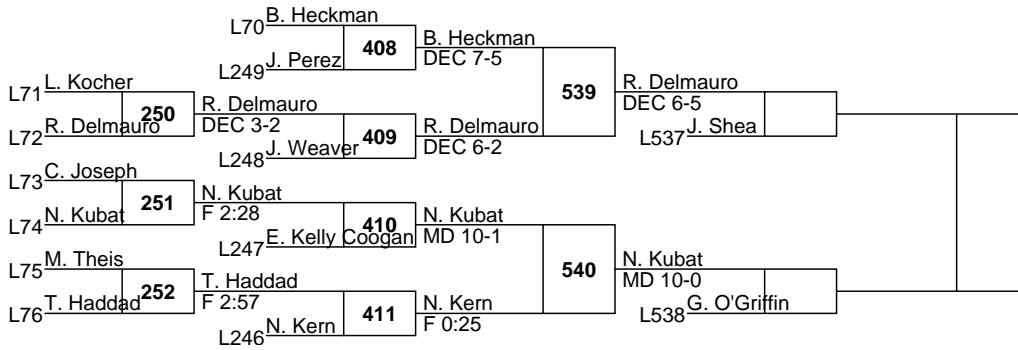 L70 B. Heckman
408
B. Heckman
DEC 7-5
L249 J. Perez
L71 L. Kocher
250
R. Delmauro
DEC 3-2
L72 R. Delmauro
409
R. Delmauro
DEC 6-2
L248 J. Weaver
539
R. Delmauro
DEC 6-5
L537 J. Shea
L73 C. Joseph
251
N. Kubat
F 2:28
L74 N. Kubat
410
N. Kubat
MD 10-1
L247 E. Kelly Coogan
L75 M. Theis
252
T. Haddad
F 2:57
L76 T. Haddad
411
N. Kern
F 0:25
L246 N. Kern
540
N. Kubat
MD 10-0
L538 G. O'Griffin